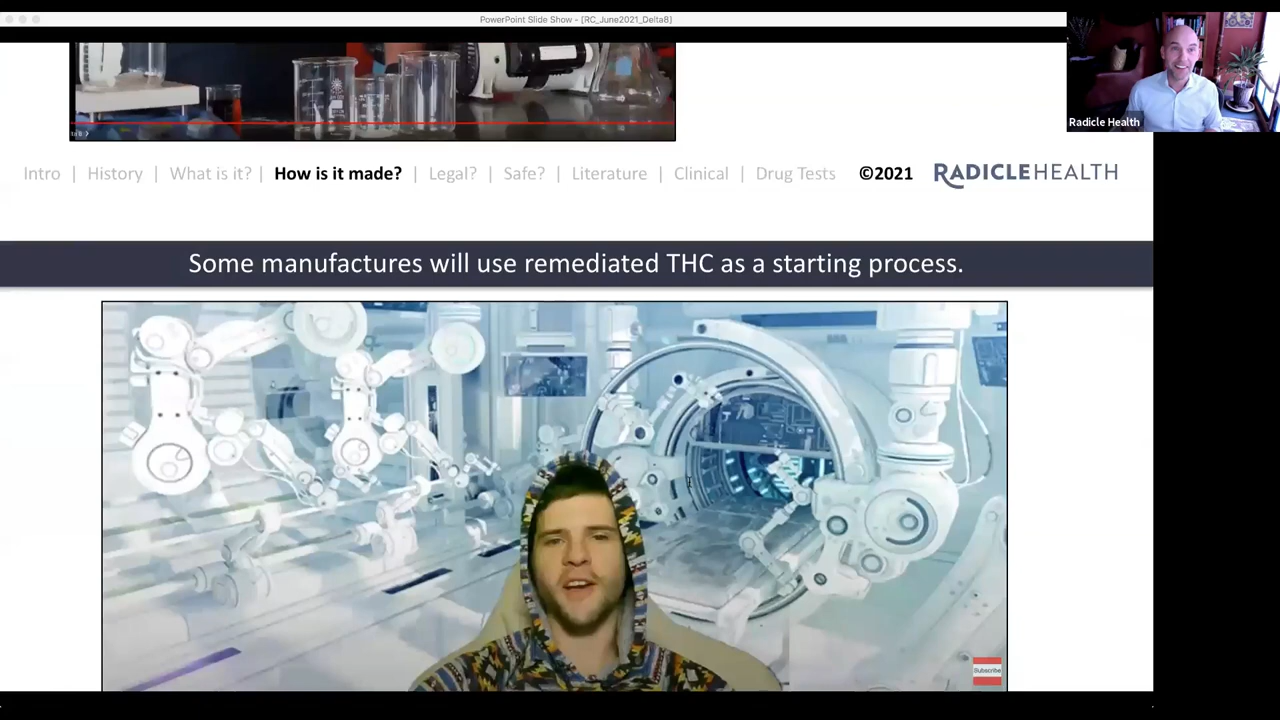 PowerPoint Slide Show - [RC_June2021_Delta8]
Radicle Health
Intro | History | What is it? | How is it made? | Legal? | Safe? | Literature | Clinical | Drug Tests ©2021 RADICLEHEALTH
Some manufactures will use remediated THC as a starting process.
Subscribe